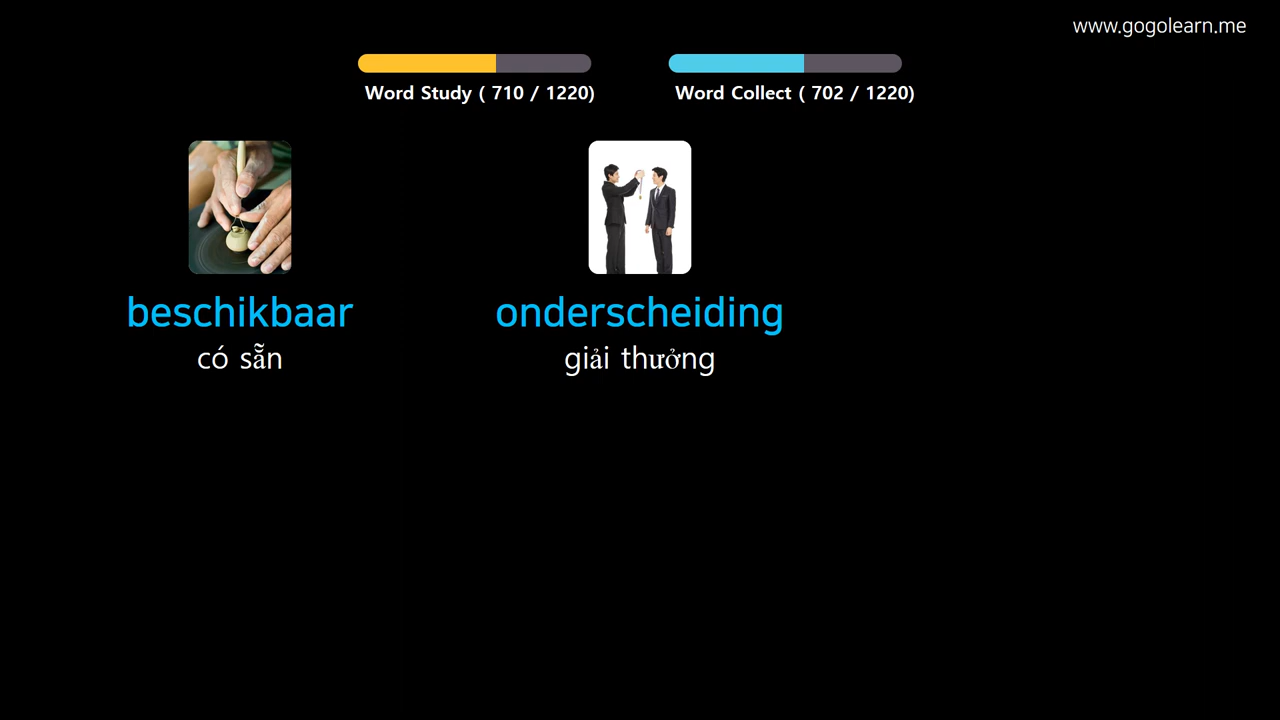 www.gogolearn.me
Word Study ( 710 / 1220)
Word Collect ( 702 / 1220)
beschikbaar
có sẵn
onderscheiding
giải thưởng